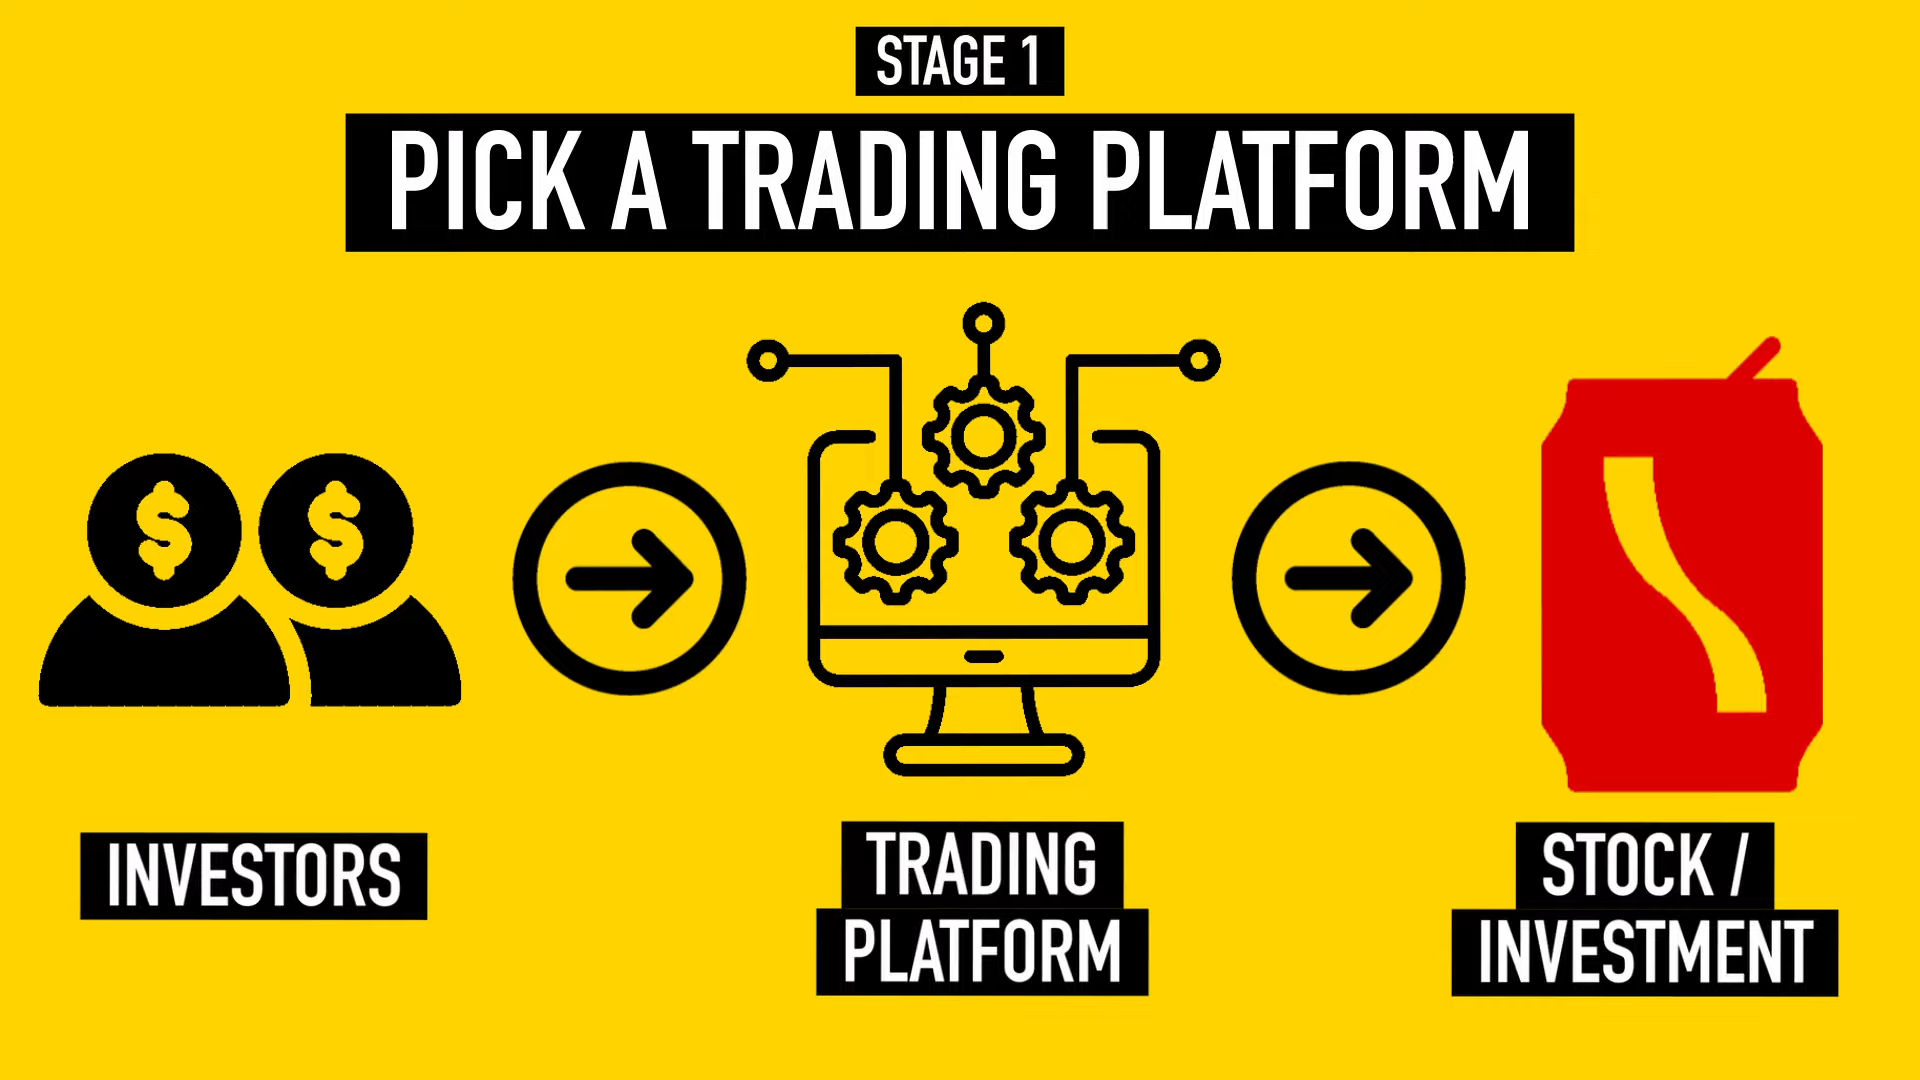 STAGE 1
PICK A TRADING PLATFORM
$ $
INVESTORS
TRADING
PLATFORM
STOCK /
INVESTMENT